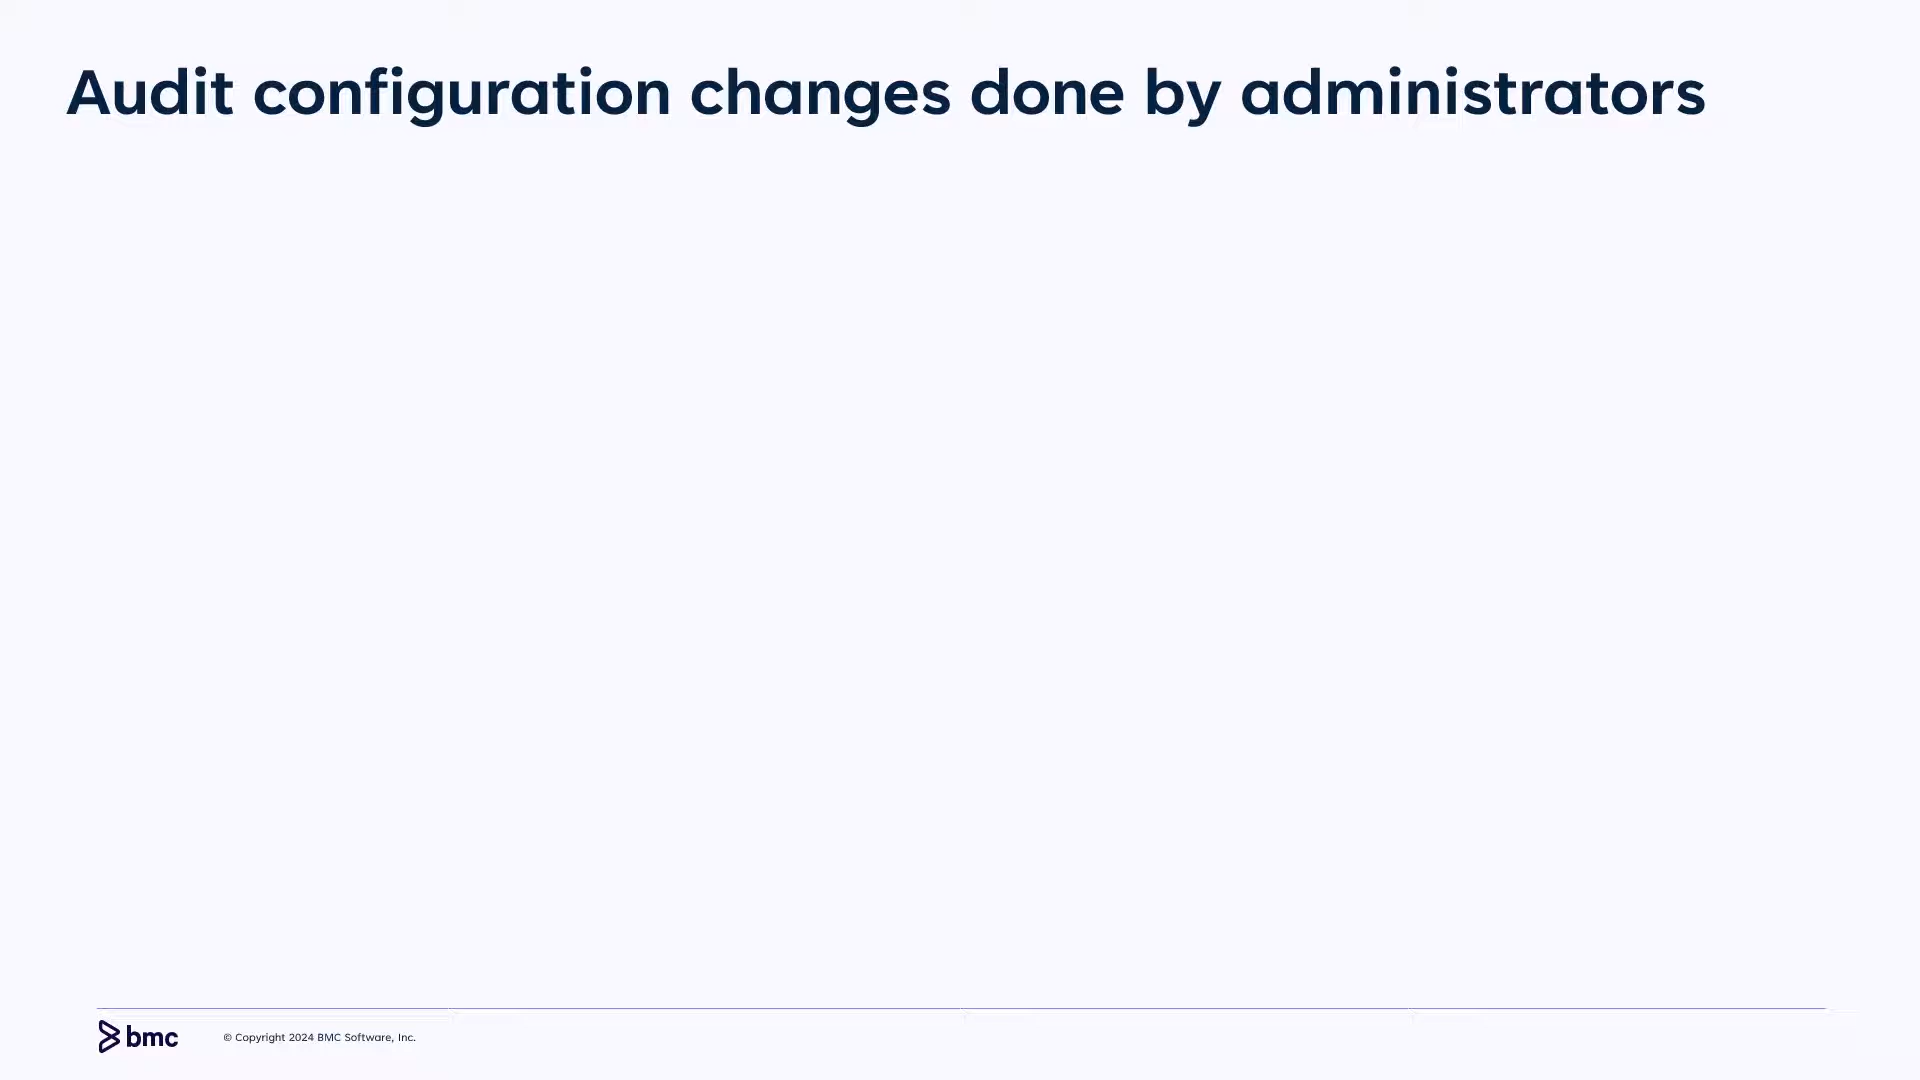 Audit configuration changes done by administrators
bmc
© Copyright 2024 BMC Software, Inc.